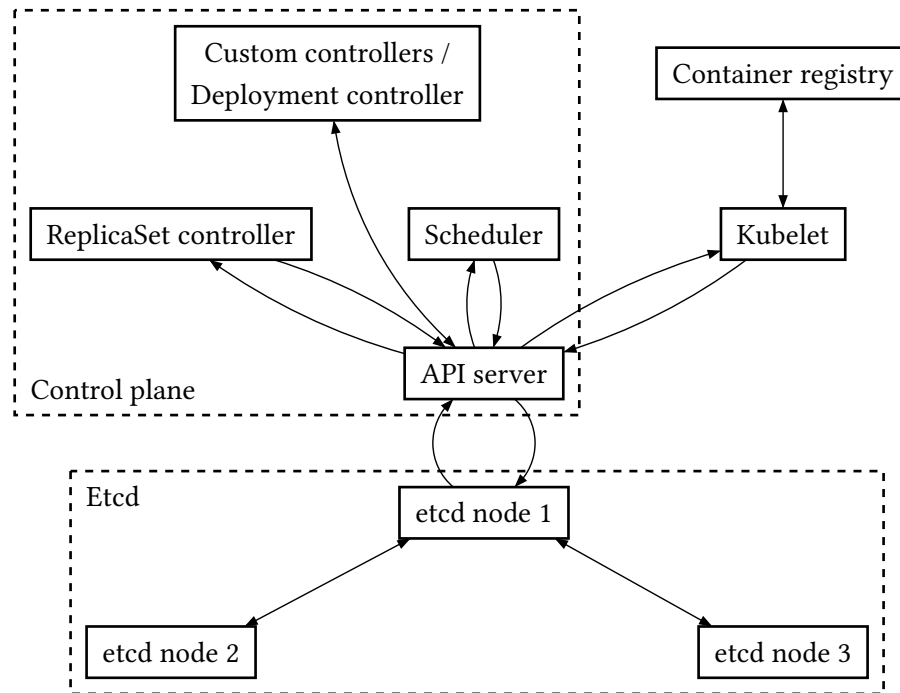 Custom controllers /
Deployment controller
Container registry
ReplicaSet controller
Scheduler
Kubelet
API server
Control plane
Etcd
etcd node 1
etcd node 2
etcd node 3